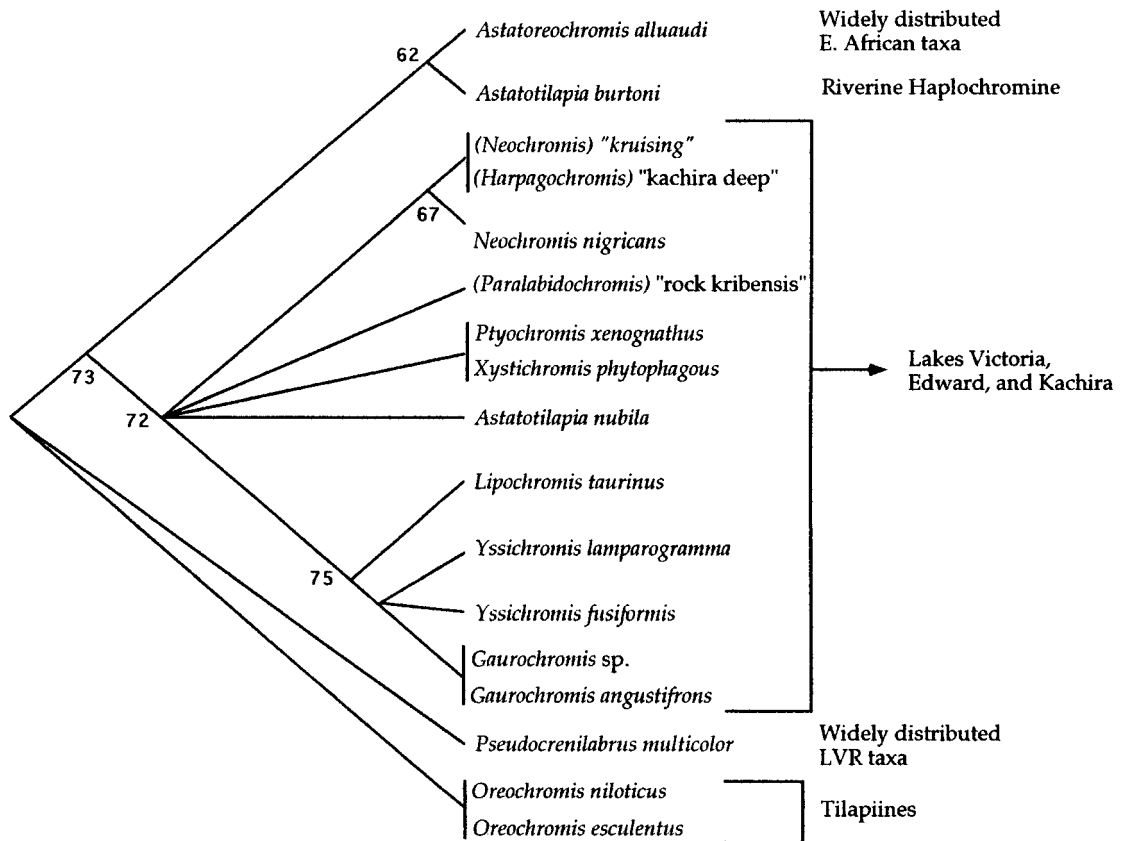 Astatoreochromis alluaudi
Widely distributed
E. African taxa
62
Astatotilapia burtoni
Riverine Haplochromine
(Neochromis) "kruising"
(Harpagochromis) "kachira deep"
67
Neochromis nigricans
(Paralabidochromis) "rock kribensis"
Ptyochromis xenognathus
Xystichromis phytophagous
Lakes Victoria,
Edward, and Kachira
73
72
Astatotilapia nubila
Lipochromis taurinus
Yssichromis lamparogramma
75
Yssichromis fusiformis
Gaurochromis sp.
Gaurochromis angustifrons
Pseudocrenilabrus multicolor
Widely distributed
LVR taxa
Oreochromis niloticus
Oreochromis esculentus
Tilapiines